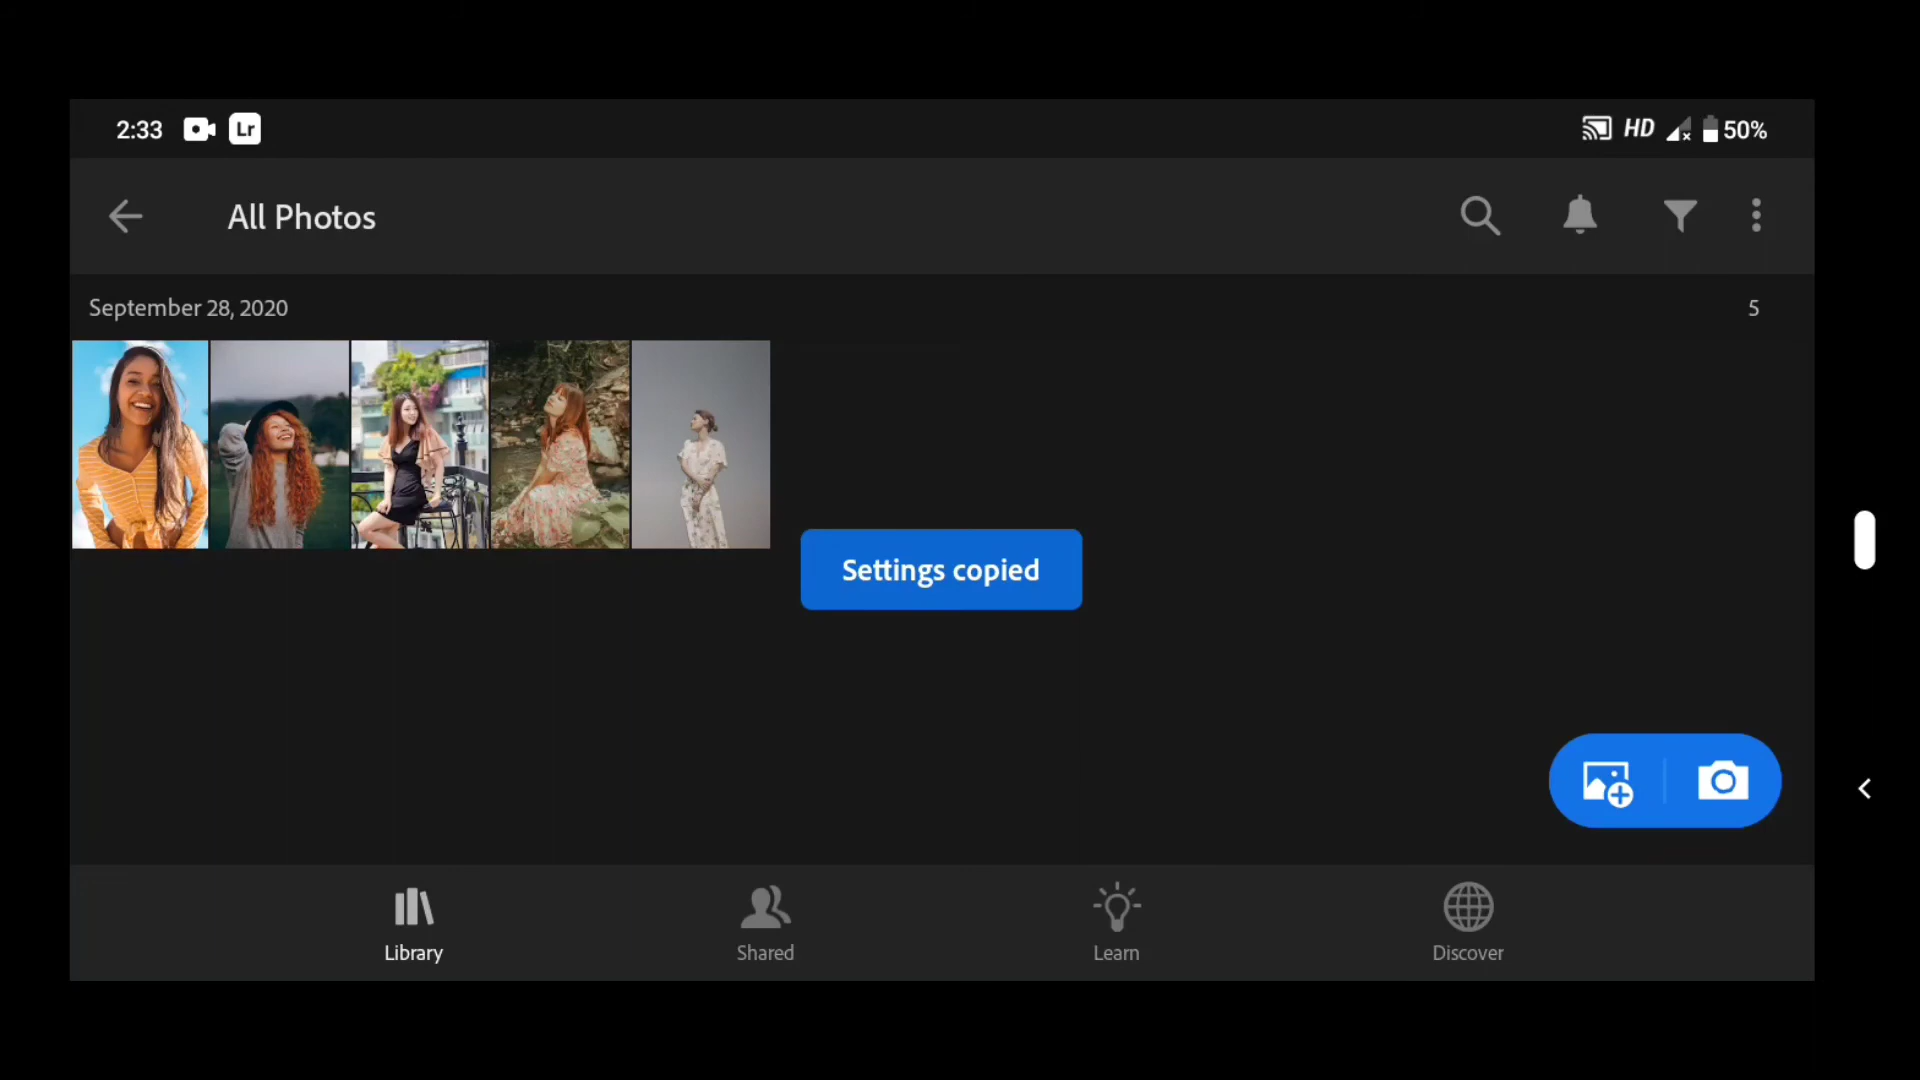 2:33 Lr HD 50%
All Photos
September 28, 2020 5
Settings copied
Library Shared Learn Discover